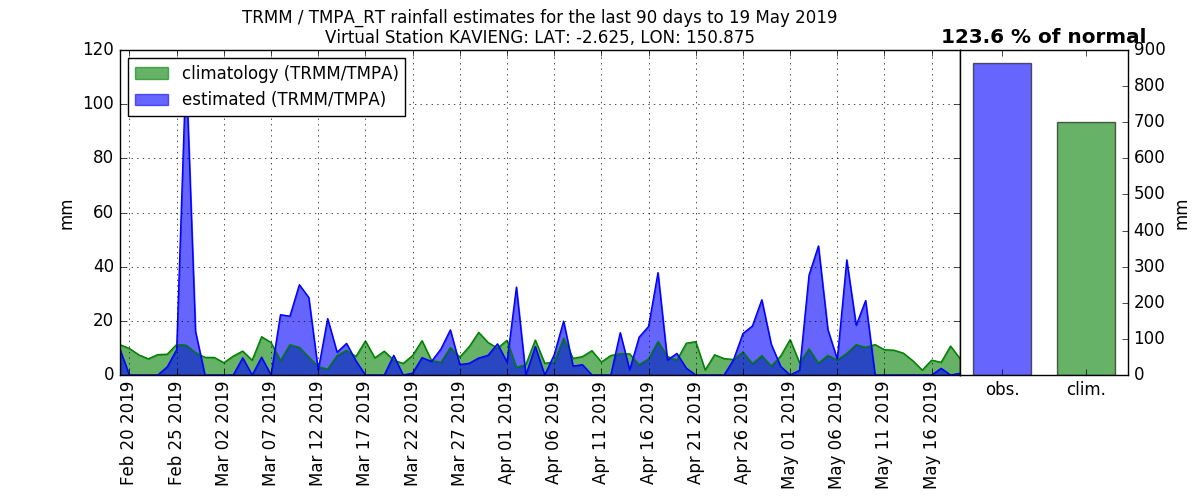 TRMM / TMPA_RT rainfall estimates for the last 90 days to 19 May 2019
Virtual Station KAVIENG: LAT: -2.625, LON: 150.875
123.6 % of normal
climatology (TRMM/TMPA)
estimated (TRMM/TMPA)
120
100
80
60
40
20
0
mm
900
800
700
600
500
400
300
200
100
0
mm
Feb 20 2019
Feb 25 2019
Mar 02 2019
Mar 07 2019
Mar 12 2019
Mar 17 2019
Mar 22 2019
Mar 27 2019
Apr 01 2019
Apr 06 2019
Apr 11 2019
Apr 16 2019
Apr 21 2019
Apr 26 2019
May 01 2019
May 06 2019
May 11 2019
May 16 2019
obs.
clim.